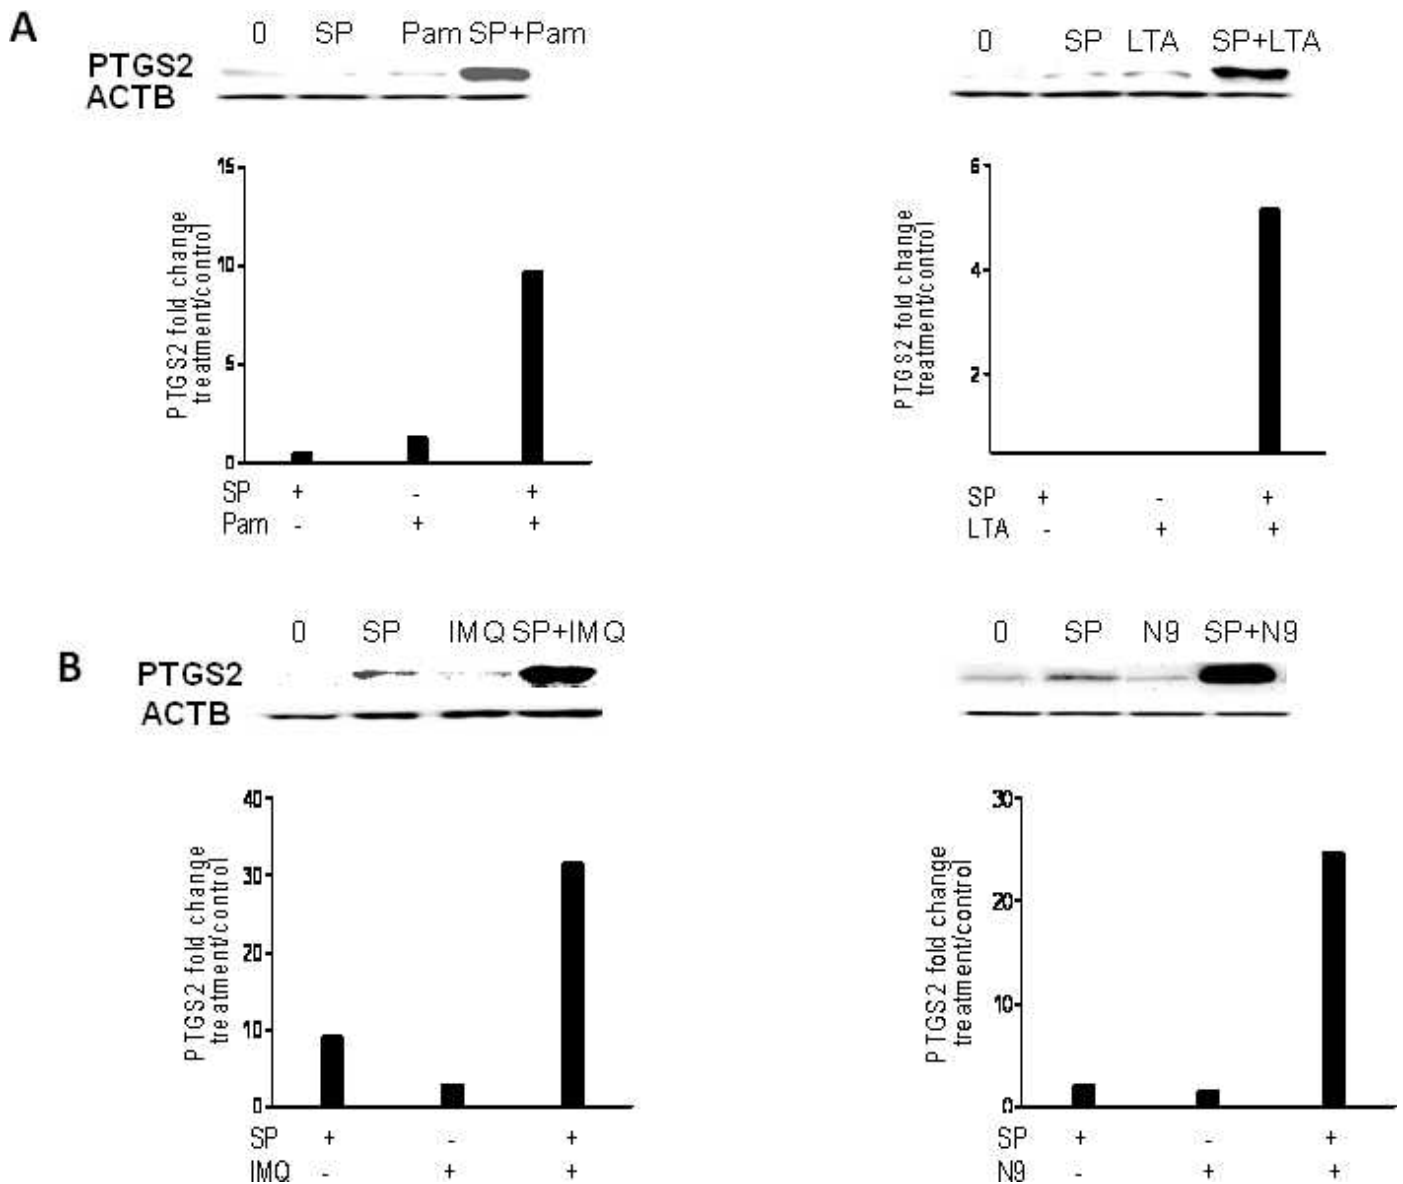 A
0 SP Pam SP+Pam
PTGS2
ACTB
15
10
5
0
PTGS2 fold change
treatment/control
SP + - +
Pam - + +
0 SP LTA SP+LTA
6
4
2
PTGS2 fold change
treatment/control
SP + - +
LTA - + +
B
0 SP IMQ SP+IMQ
PTGS2
ACTB
40
30
20
10
0
PTGS2 fold change
treatment/control
SP + - +
IMQ - + +
0 SP N9 SP+N9
30
20
10
0
PTGS2 fold change
treatment/control
SP + - +
N9 - + +